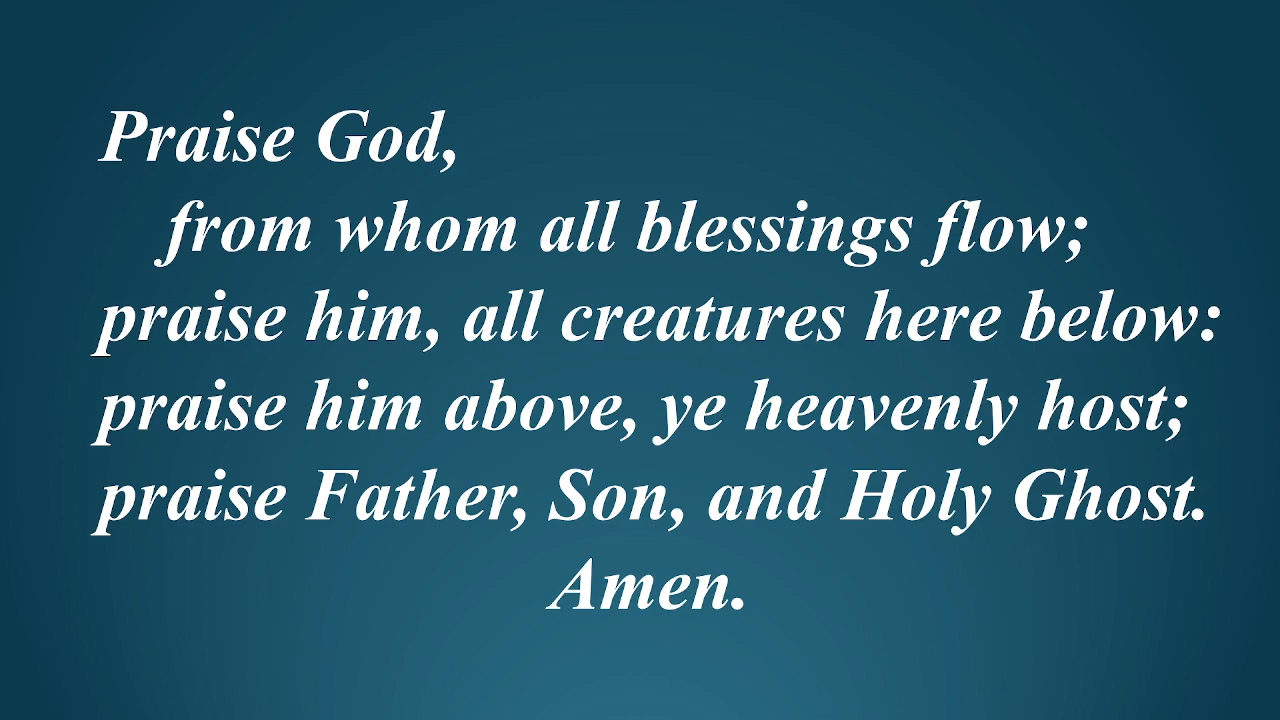 Praise God,
from whom all blessings flow;
praise him, all creatures here below:
praise him above, ye heavenly host;
praise Father, Son, and Holy Ghost.
Amen.